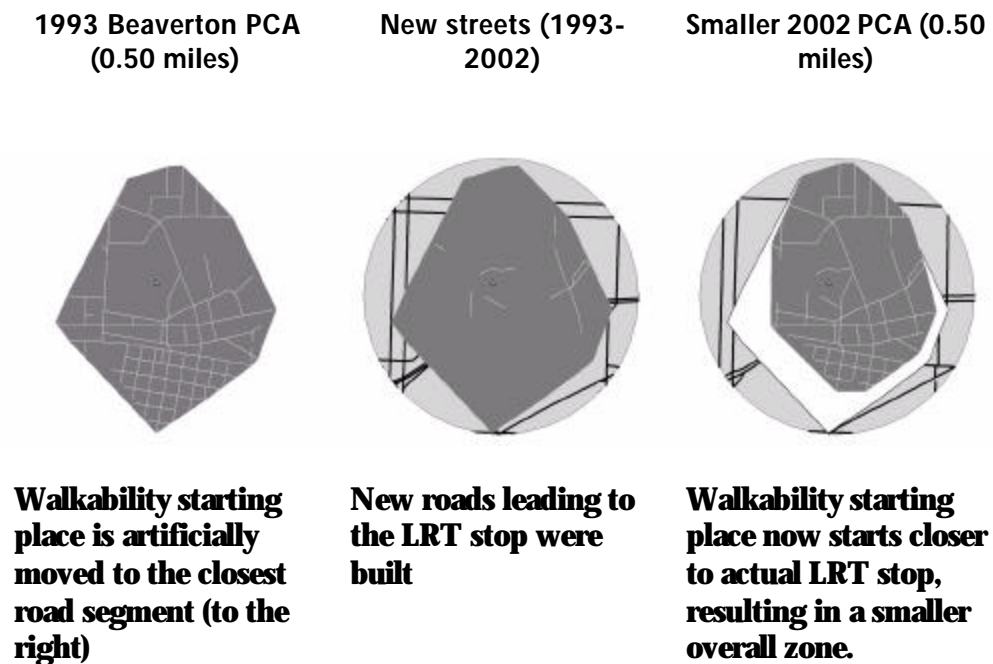 1993 Beaverton PCA
(0.50 miles)
New streets (1993-
2002)
Smaller 2002 PCA (0.50
miles)
Walkability starting
place is artificially
moved to the closest
road segment (to the
right)
New roads leading to
the LRT stop were
built
Walkability starting
place now starts closer
to actual LRT stop,
resulting in a smaller
overall zone.